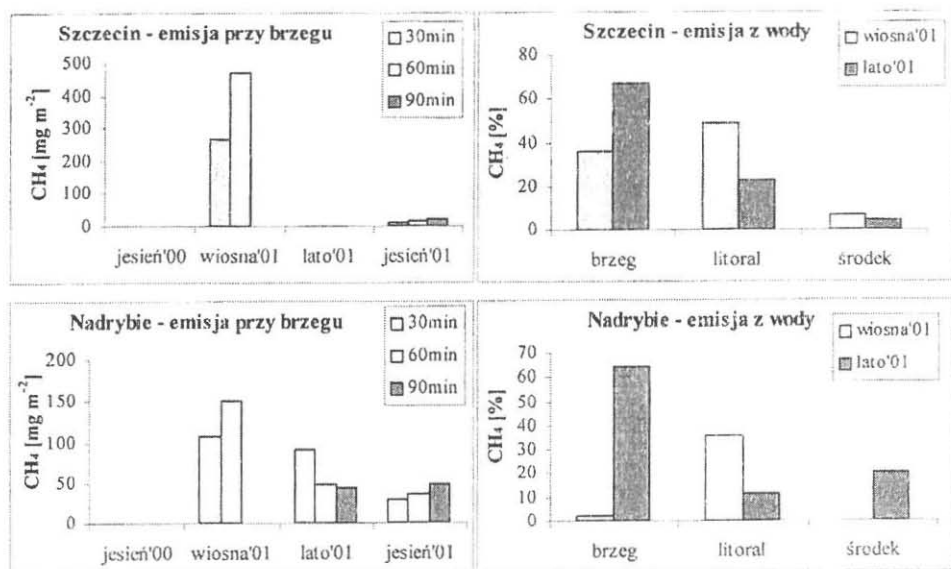 Szczecin - emisja przy brzegu
30min
60min
90min
CH₄ [mg m⁻²]
500
400
300
200
100
0
jesień'00 wiosna'01 lato'01 jesień'01
Szczecin - emisja z wody
wiosna'01
lato'01
CH₄ [%]
80
60
40
20
0
brzeg litoral środek
Nadrybie - emisja przy brzegu
30min
60min
90min
CH₄ [mg m⁻²]
200
150
100
50
0
jesień'00 wiosna'01 lato'01 jesień'01
Nadrybie - emisja z wody
wiosna'01
lato'01
CH₄ [%]
70
60
50
40
30
20
10
0
brzeg litoral środek